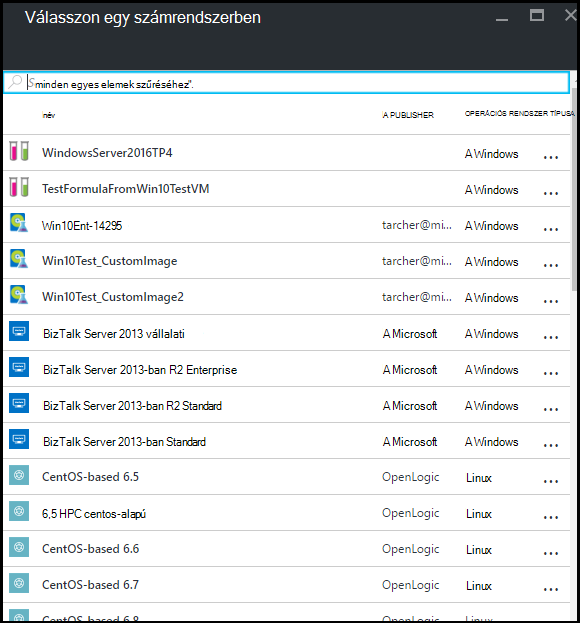 Válasszon egy számrendszerben
S minden egyes elemek szűréséhez".
név A PUBLISHER OPERÁCIÓS RENDSZER TÍPUSA
WindowsServer2016TP4 A Windows ...
TestFormulaFromWin10TestVM A Windows ...
Win10Ent-14295 tarcher@mi... A Windows ...
Win10Test_CustomImage tarcher@mi... A Windows ...
Win10Test_CustomImage2 tarcher@mi... A Windows ...
BizTalk Server 2013 vállalati A Microsoft A Windows ...
BizTalk Server 2013-ban R2 Enterprise A Microsoft A Windows ...
BizTalk Server 2013-ban R2 Standard A Microsoft A Windows ...
BizTalk Server 2013-ban Standard A Microsoft A Windows ...
CentOS-based 6.5 OpenLogic Linux ...
6,5 HPC centos-alapú OpenLogic Linux ...
CentOS-based 6.6 OpenLogic Linux ...
CentOS-based 6.7 OpenLogic Linux ...
CentOS-based 6.8 OpenLogic Linux